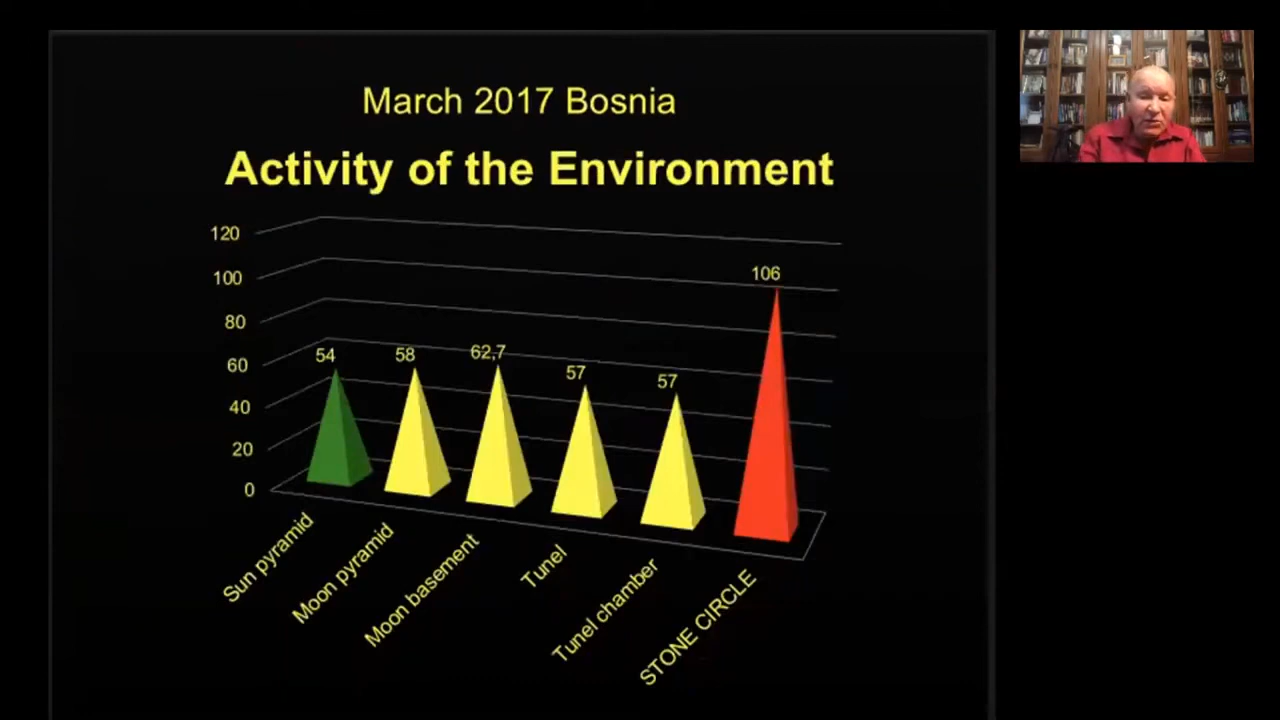 March 2017 Bosnia
Activity of the Environment
120
100
80
60
40
20
0
54
58
62,7
57
57
106
Sun pyramid
Moon pyramid
Moon basement
Tunel
Tunel chamber
STONE CIRCLE